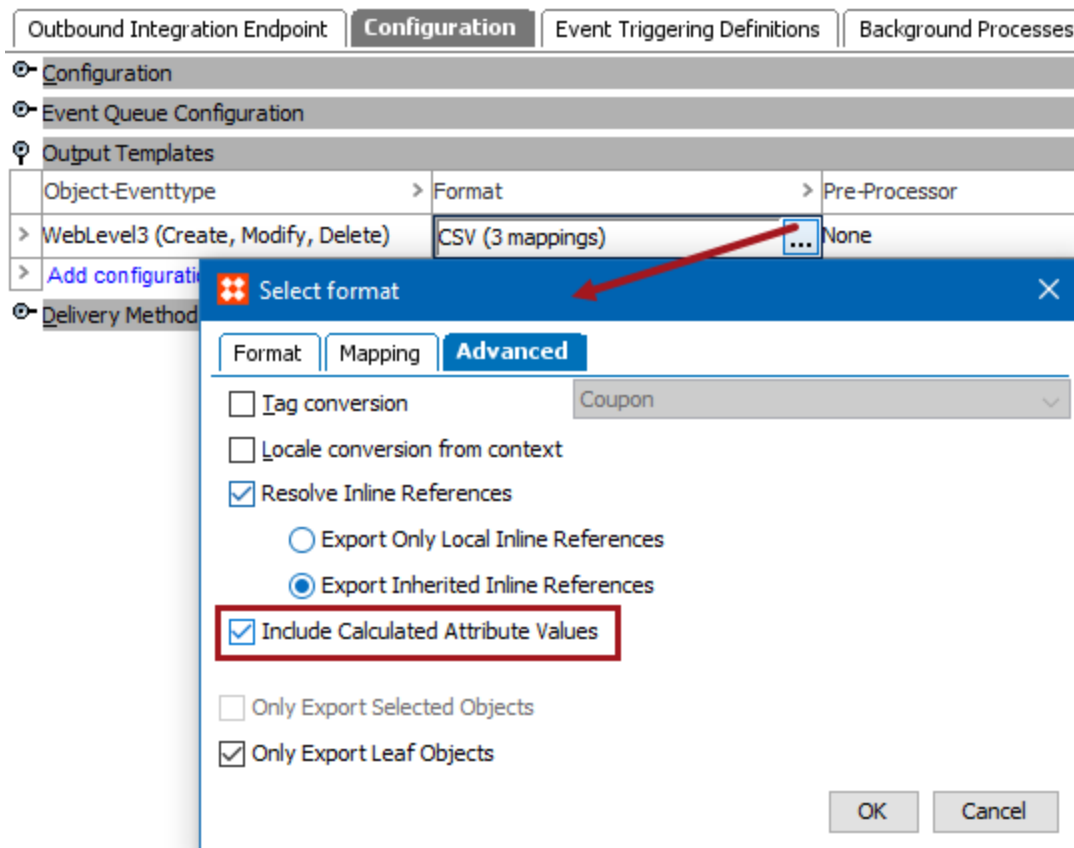 Outbound Integration Endpoint Configuration Event Triggering Definitions Background Processes
Configuration
Event Queue Configuration
Output Templates
Object-Eventtype > Format > Pre-Processor
> WebLevel3 (Create, Modify, Delete) CSV (3 mappings) ... None
> Add configurati
Delivery Method
Select format
Format Mapping Advanced
Tag conversion Coupon
Locale conversion from context
Resolve Inline References
Export Only Local Inline References
Export Inherited Inline References
Include Calculated Attribute Values
Only Export Selected Objects
Only Export Leaf Objects
OK Cancel